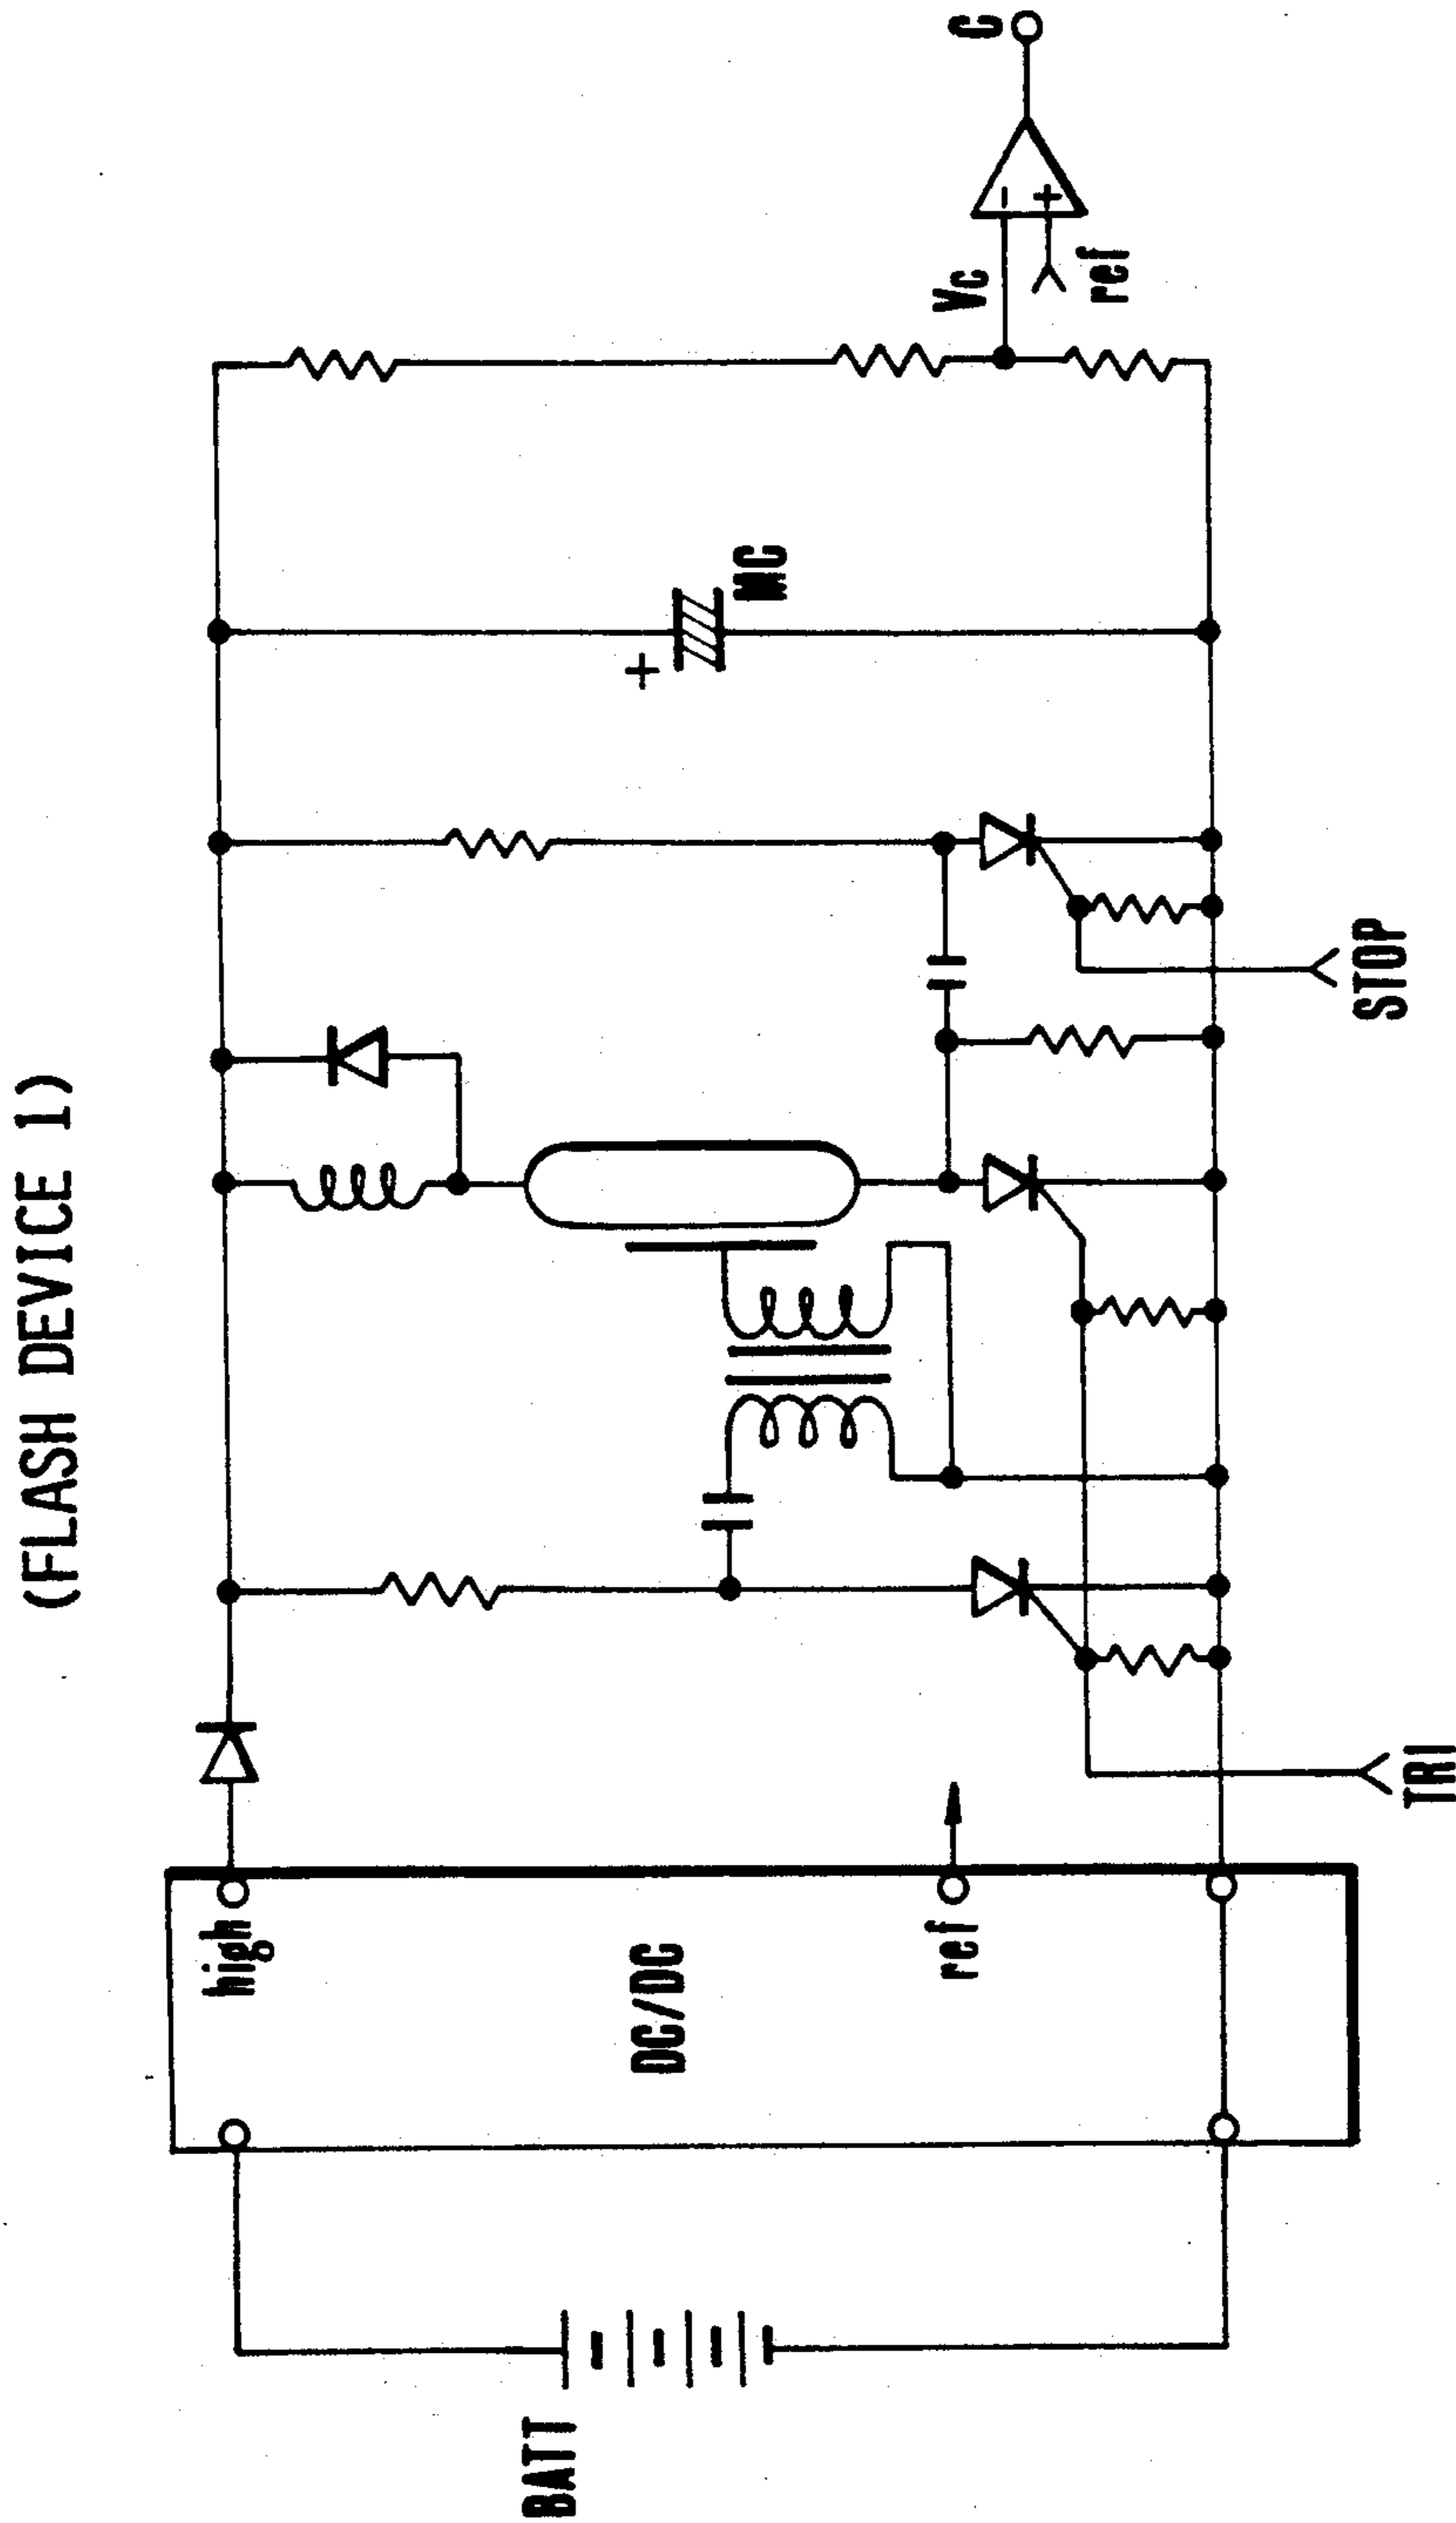 (FLASH DEVICE 1)
BATT
high
DC/DC
ref
TRI
STOP
+
MC
Vc
ref
-
+
C